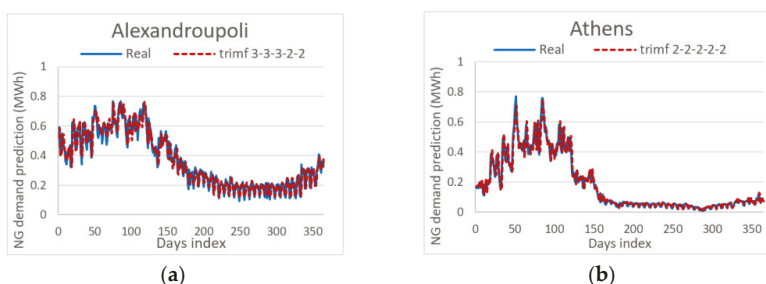 Alexandroupoli
Real trimf 3-3-3-2-2
NG demand prediction (MWh)
1
0.8
0.6
0.4
0.2
0
0 50 100 150 200 250 300 350
Days index
(a)
Athens
Real trimf 2-2-2-2-2
NG demand prediction (MWh)
1
0.8
0.6
0.4
0.2
0
0 50 100 150 200 250 300 350
Days index
(b)